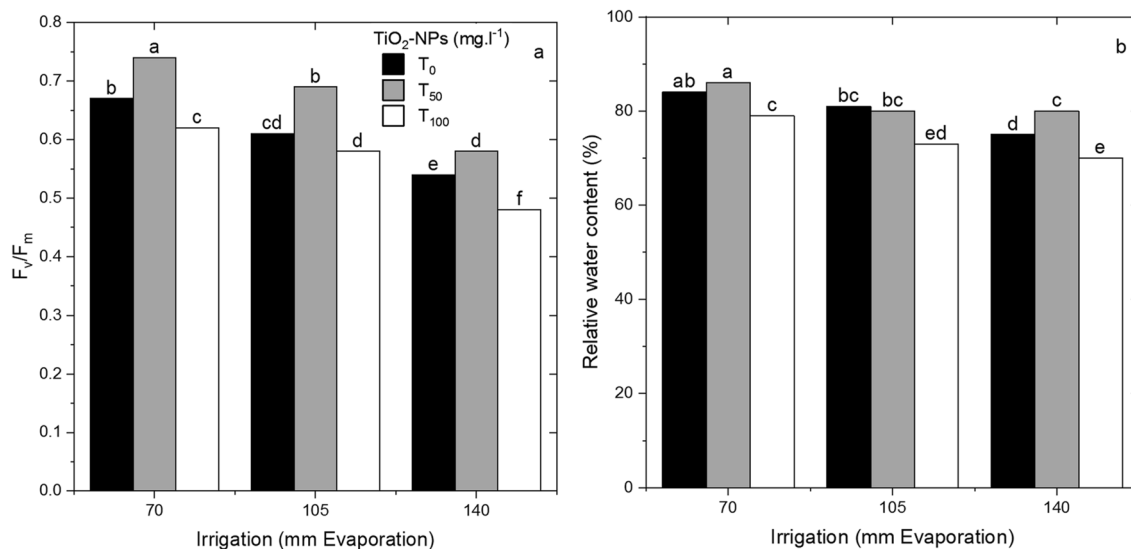 TiO₂-NPs (mg.l⁻¹)
a
T₀
T₅₀
T₁₀₀
0.8
0.7
0.6
0.5
0.4
0.3
0.2
0.1
0.0
Fᵥ/Fₘ
b
a
c
cd
b
d
e
d
f
70
105
140
Irrigation (mm Evaporation)
b
100
80
60
40
20
0
Relative water content (%)
ab
a
c
bc
bc
ed
d
c
e
70
105
140
Irrigation (mm Evaporation)